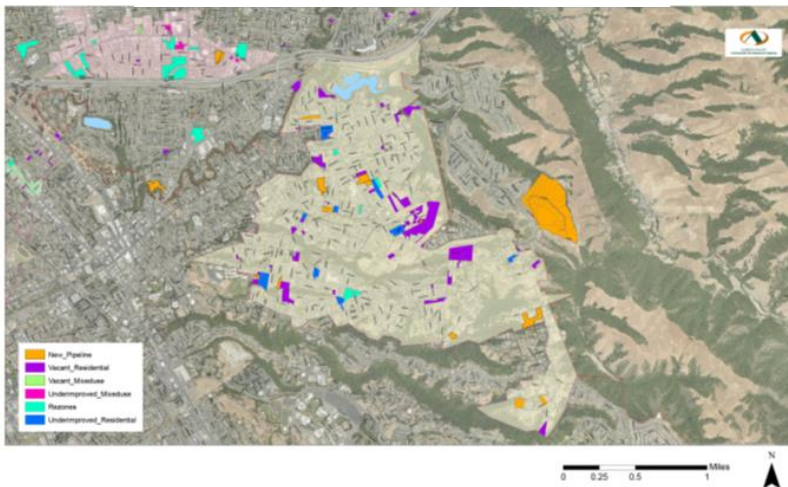 New_Pipeline
Vacant_Residential
Vacant_Mixeduse
Underimproved_Mixeduse
Rezones
Underimproved_Residential
N
Miles
0 0.25 0.5 1